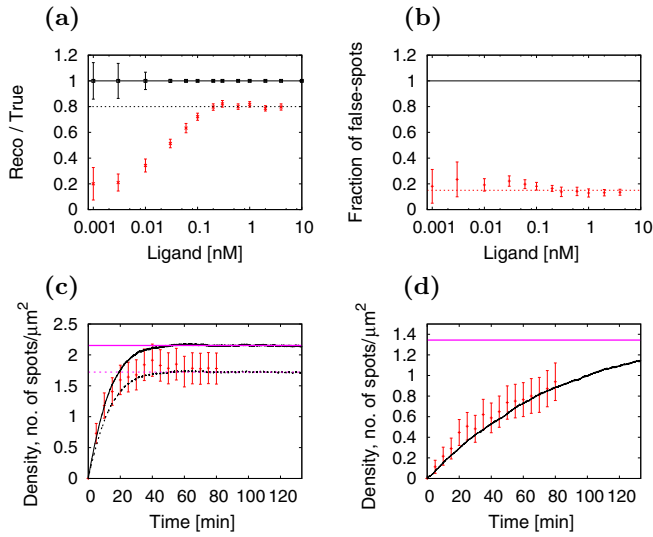 (a)
Reco / True
1.2
1
0.8
0.6
0.4
0.2
0
0.001 0.01 0.1 1 10
Ligand [nM]
(b)
Fraction of false-spots
1.2
1
0.8
0.6
0.4
0.2
0
0.001 0.01 0.1 1 10
Ligand [nM]
(c)
Density, no. of spots/μm²
2.5
2
1.5
1
0.5
0
0 20 40 60 80 100 120
Time [min]
(d)
Density, no. of spots/μm²
1.4
1.2
1
0.8
0.6
0.4
0.2
0
0 20 40 60 80 100 120
Time [min]